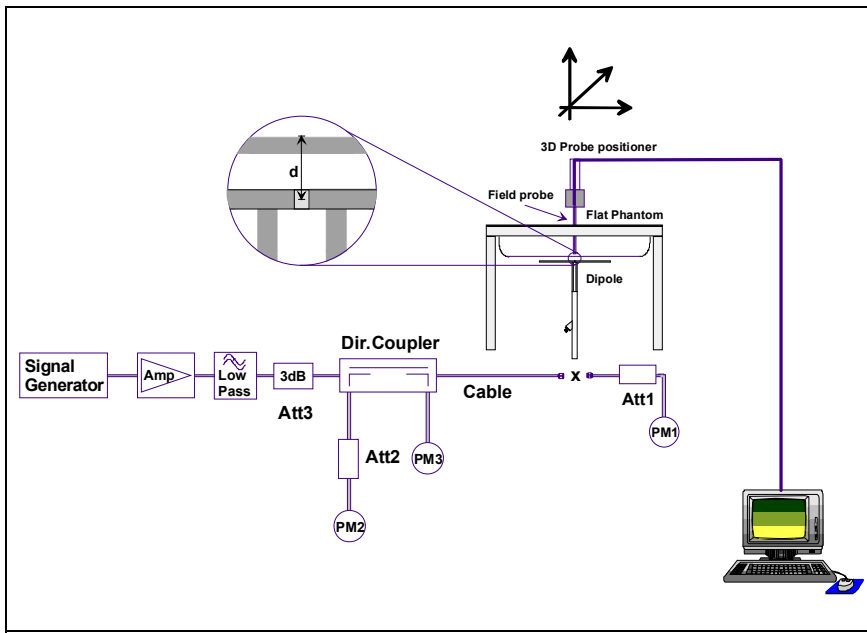 3D Probe positioner
d
Field probe
Flat Phantom
Dipole
Dir.Coupler
Signal
Generator
Amp
Low
Pass
3dB
Cable
x
Att3
Att1
Att2
PM3
PM1
PM2